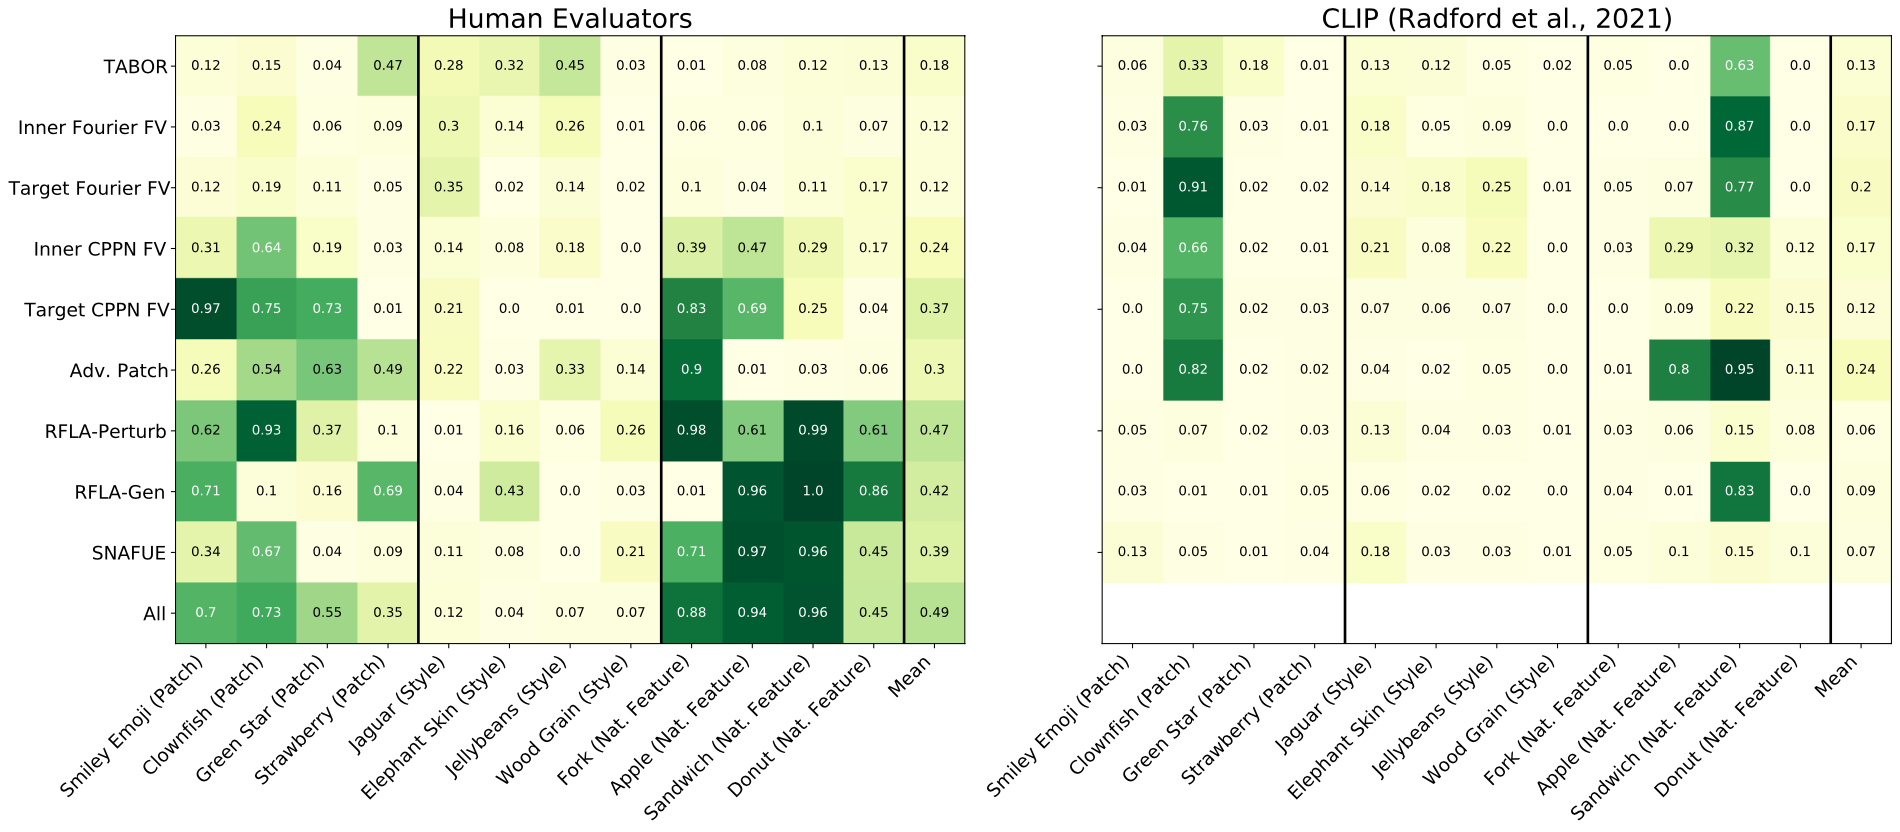 Human Evaluators
TABOR 0.12 0.15 0.04 0.47 0.28 0.32 0.45 0.03 0.01 0.08 0.12 0.13 0.18
Inner Fourier FV 0.03 0.24 0.06 0.09 0.3 0.14 0.26 0.01 0.06 0.06 0.1 0.07 0.12
Target Fourier FV 0.12 0.19 0.11 0.05 0.35 0.02 0.14 0.02 0.1 0.04 0.11 0.17 0.12
Inner CPPN FV 0.31 0.64 0.19 0.03 0.14 0.08 0.18 0.0 0.39 0.47 0.29 0.17 0.24
Target CPPN FV 0.97 0.75 0.73 0.01 0.21 0.0 0.01 0.0 0.83 0.69 0.25 0.04 0.37
Adv. Patch 0.26 0.54 0.63 0.49 0.22 0.03 0.33 0.14 0.9 0.01 0.03 0.06 0.3
RFLA-Perturb 0.62 0.93 0.37 0.1 0.01 0.16 0.06 0.26 0.98 0.61 0.99 0.61 0.47
RFLA-Gen 0.71 0.1 0.16 0.69 0.04 0.43 0.0 0.03 0.01 0.96 1.0 0.86 0.42
SNAFUE 0.34 0.67 0.04 0.09 0.11 0.08 0.0 0.21 0.71 0.97 0.96 0.45 0.39
All 0.7 0.73 0.55 0.35 0.12 0.04 0.07 0.07 0.88 0.94 0.96 0.45 0.49
Smiley Emoji (Patch)
Clownfish (Patch)
Green Star (Patch)
Strawberry (Patch)
Jaguar (Style)
Elephant Skin (Style)
Jellybeans (Style)
Wood Grain (Style)
Fork (Nat. Feature)
Apple (Nat. Feature)
Sandwich (Nat. Feature)
Donut (Nat. Feature)
Mean
CLIP (Radford et al., 2021)
0.06 0.33 0.18 0.01 0.13 0.12 0.05 0.02 0.05 0.0 0.63 0.0 0.13
0.03 0.76 0.03 0.01 0.18 0.05 0.09 0.0 0.0 0.0 0.87 0.0 0.17
0.01 0.91 0.02 0.02 0.14 0.18 0.25 0.01 0.05 0.07 0.77 0.0 0.2
0.04 0.66 0.02 0.01 0.21 0.08 0.22 0.0 0.03 0.29 0.32 0.12 0.17
0.0 0.75 0.02 0.03 0.07 0.06 0.07 0.0 0.0 0.09 0.22 0.15 0.12
0.0 0.82 0.02 0.02 0.04 0.02 0.05 0.0 0.01 0.8 0.95 0.11 0.24
0.05 0.07 0.02 0.03 0.13 0.04 0.03 0.01 0.03 0.06 0.15 0.08 0.06
0.03 0.01 0.01 0.05 0.06 0.02 0.02 0.0 0.04 0.01 0.83 0.0 0.09
0.13 0.05 0.01 0.04 0.18 0.03 0.03 0.01 0.05 0.1 0.15 0.1 0.07
Smiley Emoji (Patch)
Clownfish (Patch)
Green Star (Patch)
Strawberry (Patch)
Jaguar (Style)
Elephant Skin (Style)
Jellybeans (Style)
Wood Grain (Style)
Fork (Nat. Feature)
Apple (Nat. Feature)
Sandwich (Nat. Feature)
Donut (Nat. Feature)
Mean